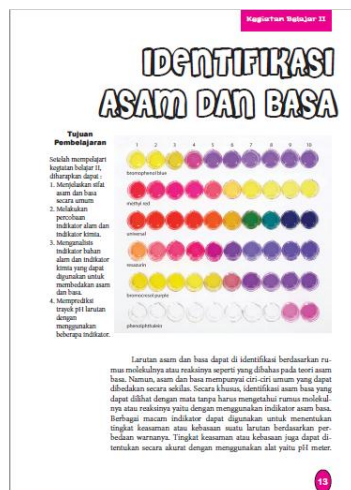 Kegiatan Belajar II
IDENTIFIKASI
ASAM DAN BASA
Tujuan
Pembelajaran
Setelah mempelajari
kegiatan belajar II,
diharapkan dapat :
1. Menjelaskan sifat
asam dan basa
secara umum
2. Melakukan
percobaan
indikator alam dan
indikator kimia.
3. Menganalisis
indikator bahan
alam dan indikator
kimia yang dapat
digunakan untuk
membedakan asam
dan basa.
4. Memprediksi
trayek pH larutan
dengan
menggunakan
beberapa indikator.
1 2 3 4 5 6 7 8 9 10
bromophenol blue
methyl red
universal
bromocresol purple
phenolphthalein
Larutan asam dan basa dapat di identifikasi berdasarkan ru-
mus molekulnya atau reaksinya seperti yang dibahas pada teori asam
basa. Namun, asam dan basa mempunyai ciri-ciri umum yang dapat
dibedakan secara sekilas. Secara khusus, identifikasi asam basa yang
dapat dilihat dengan mata tanpa harus mengetahui rumus molekul-
nya atau reaksinya yaitu dengan menggunakan indikator asam basa.
Berbagai macam indikator dapat digunakan untuk menentukan
tingkat keasaman atau kebasaan suatu larutan berdasarkan per-
bedaan warnanya. Tingkat keasaman atau kebasaan juga dapat di-
tentukan secara akurat dengan menggunakan alat yaitu pH meter.
13